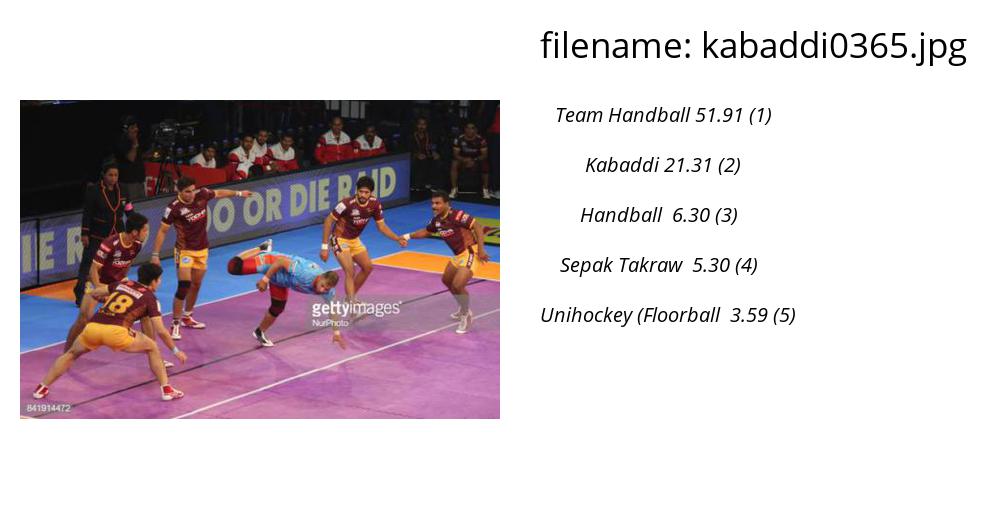 filename: kabaddi0365.jpg
Team Handball 51.91 (1)
Kabaddi 21.31 (2)
Handball 6.30 (3)
Sepak Takraw 5.30 (4)
Unihockey (Floorball 3.59 (5)
DO OR DIE RAID
IE R
18
gettyimages®
NurPhoto
841914472